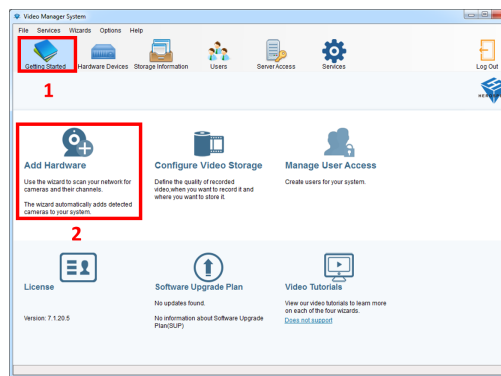 Video Manager System
File Services Wizards Options Help
Getting Started Hardware Devices Storage Information Users Server Access Services Log Out
1
Add Hardware Configure Video Storage Manage User Access
Use the wizard to scan your network for Define the quality of recorded Create users for your system.
cameras and their channels. video,when you want to record it and
where you want to store it.
The wizard automatically adds detected
cameras to your system.
2
License Software Upgrade Plan Video Tutorials
No updates found. View our video tutorials to learn more
on each of the four wizards.
Version: 7.1.20.5 No information about Software Upgrade Does not support
Plan(SUP)